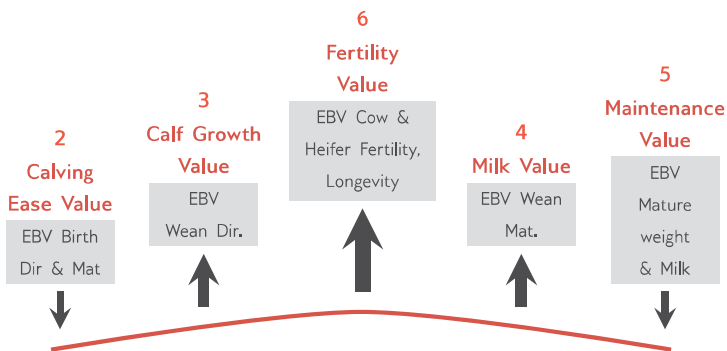 2
Calving
Ease Value
EBV Birth
Dir & Mat
3
Calf Growth
Value
EBV
Wean Dir.
6
Fertility
Value
EBV Cow &
Heifer Fertility,
Longevity
4
Milk Value
EBV Wean
Mat.
5
Maintenance
Value
EBV
Mature
weight
& Milk